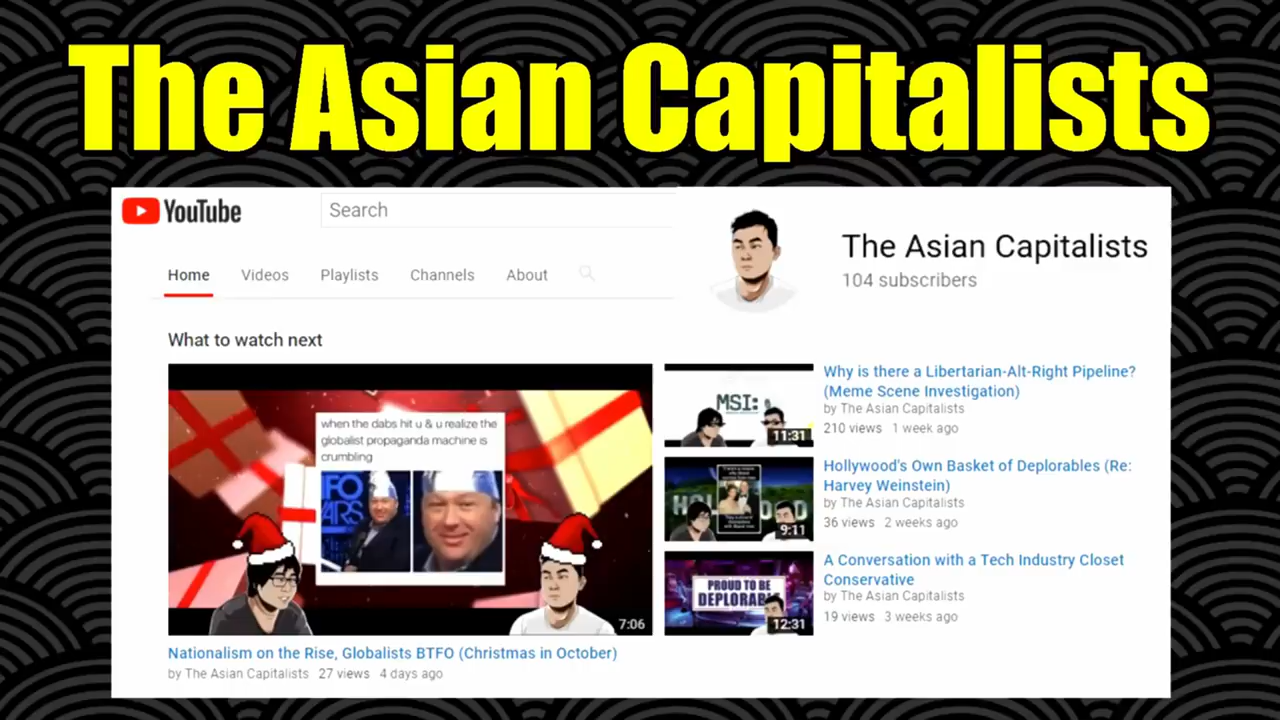 The Asian Capitalists
YouTube
Search
The Asian Capitalists
104 subscribers
Home Videos Playlists Channels About
What to watch next
when the dabs hit u & u realize the
globalist propaganda machine is
crumbling
7:06
Nationalism on the Rise, Globalists BTFO (Christmas in October)
by The Asian Capitalists 27 views 4 days ago
MSI:
11:31
Why is there a Libertarian-Alt-Right Pipeline?
(Meme Scene Investigation)
by The Asian Capitalists
210 views 1 week ago
9:11
Hollywood's Own Basket of Deplorables (Re:
Harvey Weinstein)
by The Asian Capitalists
36 views 2 weeks ago
PROUD TO BE
12:31
A Conversation with a Tech Industry Closet
Conservative
by The Asian Capitalists
19 views 3 weeks ago